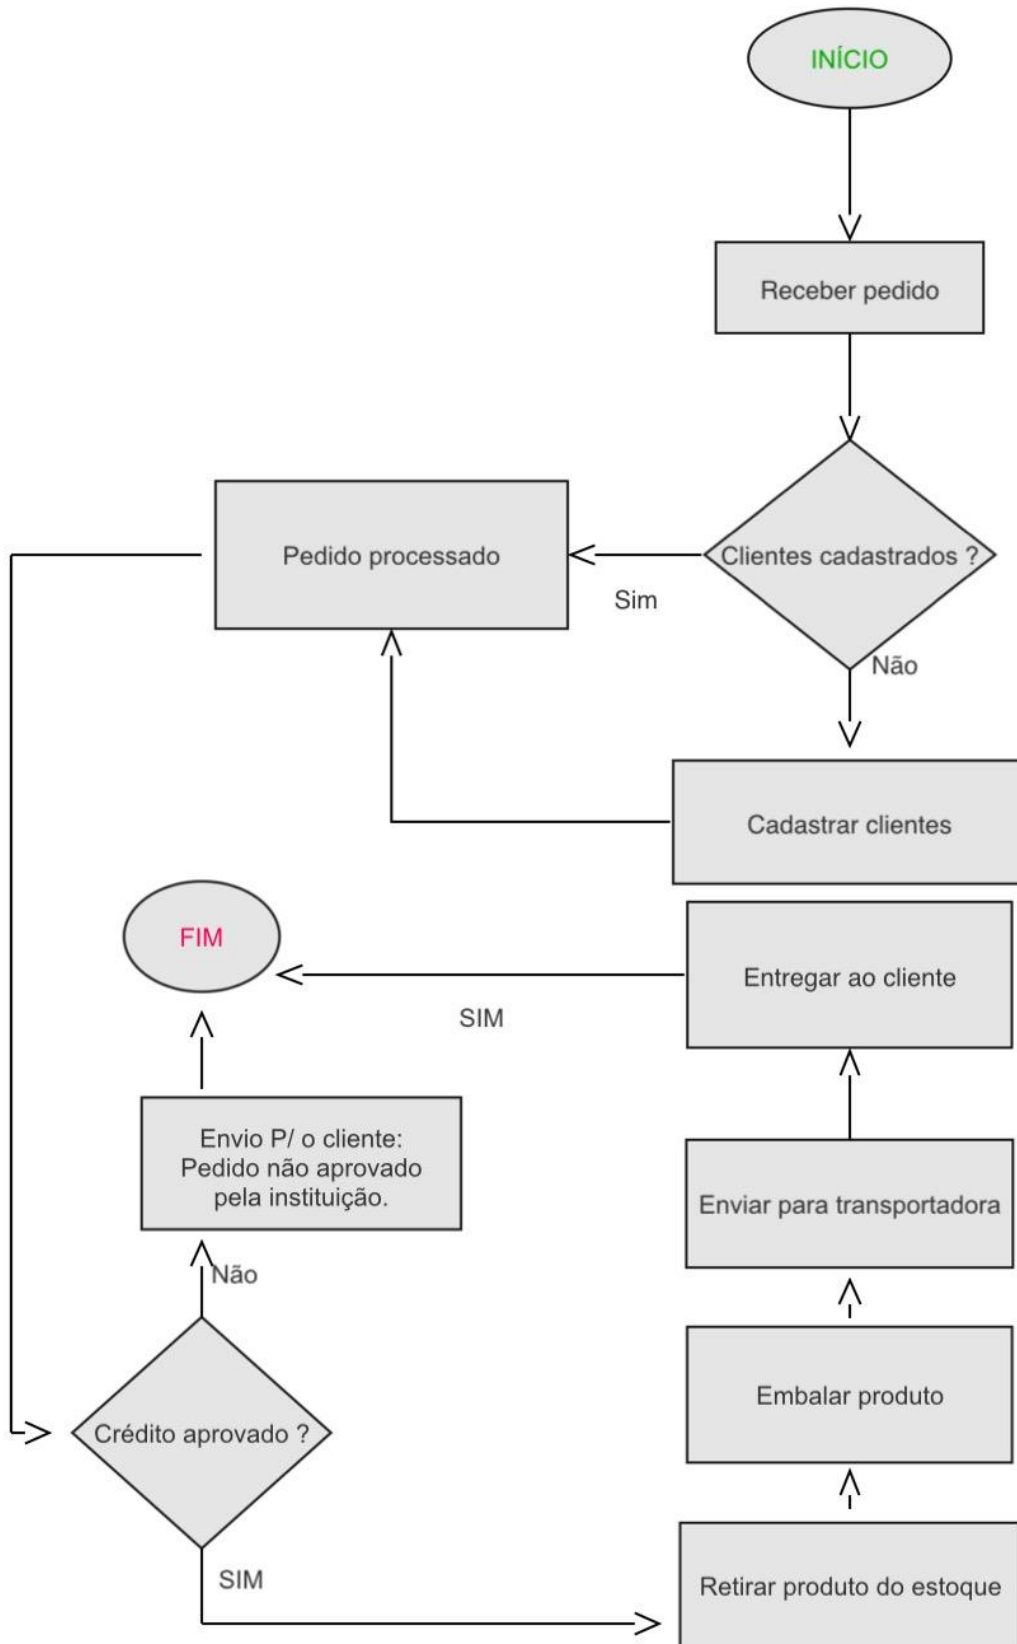 INÍCIO
Receber pedido
Clientes cadastrados ?
Sim
Pedido processado
Não
Cadastrar clientes
FIM
Entregar ao cliente
SIM
Envio P/ o cliente:
Pedido não aprovado
pela instituição.
Enviar para transportadora
Não
Embalar produto
Crédito aprovado ?
SIM
Retirar produto do estoque